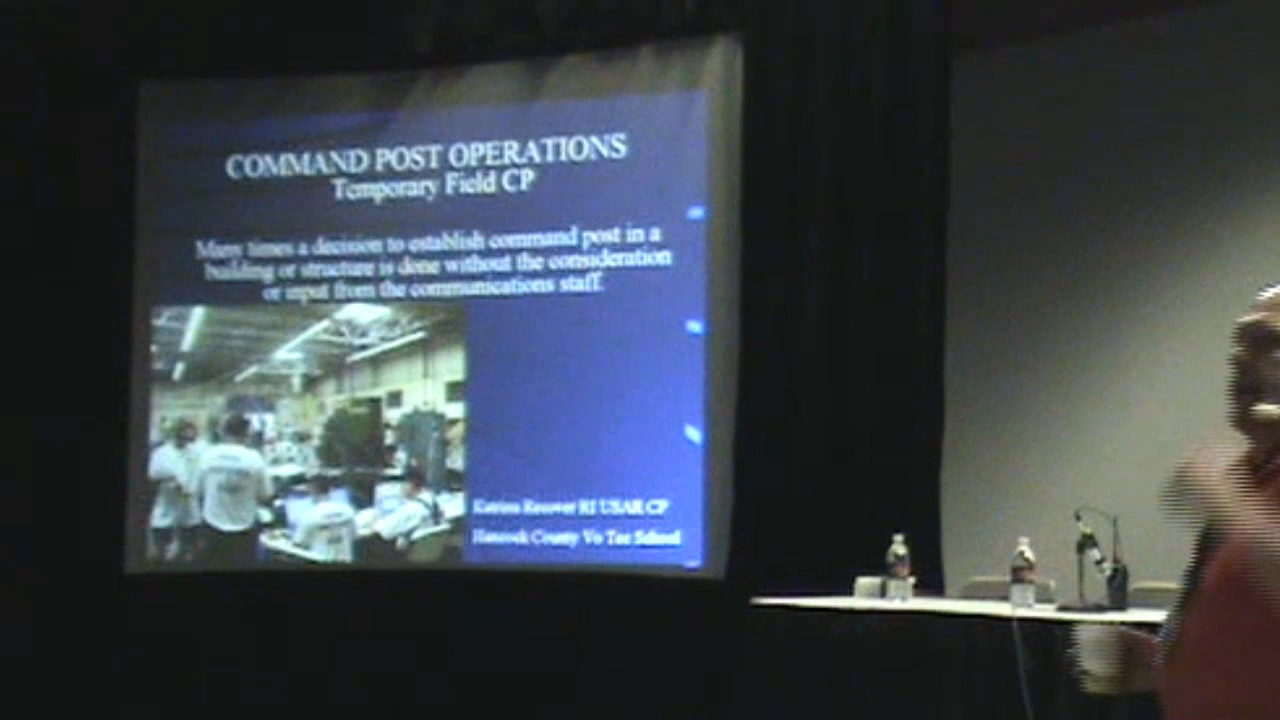 COMMAND POST OPERATIONS
Temporary Field CP
Many times a decision to establish command post in a
building or structure is done without the consideration
or input from the communications staff.
Katrina Recover RI USAR CP
Hancock County Vo Tec School